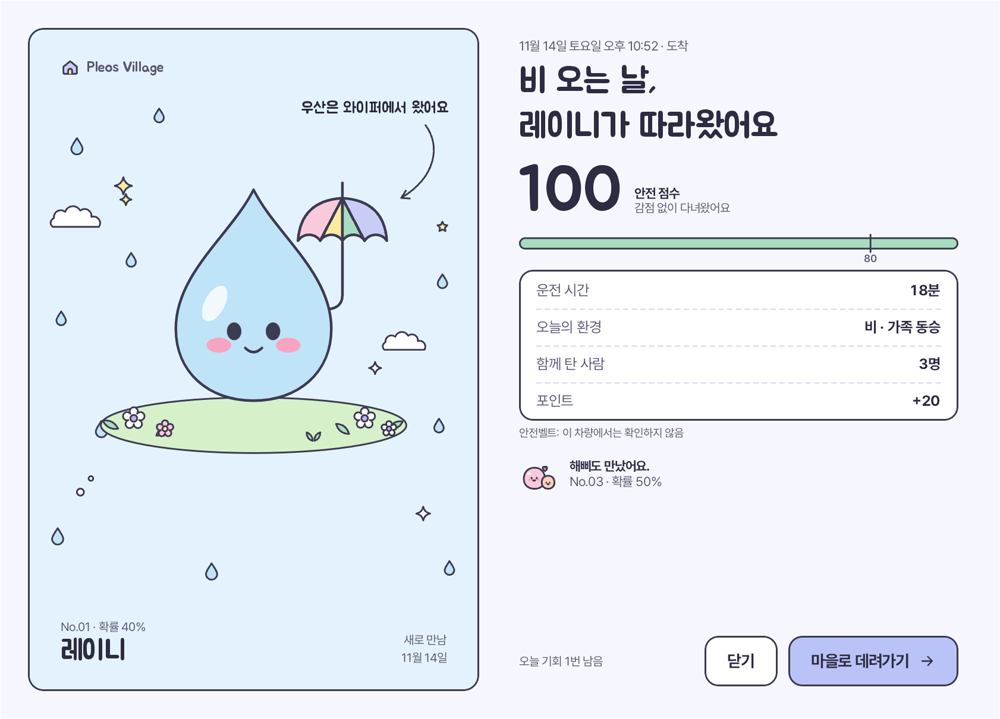 Pleos Village
우산은 와이퍼에서 왔어요
No.01 · 확률 40%
레이니
새로 만남
11월 14일
11월 14일 토요일 오후 10:52 · 도착
비 오는 날,
레이니가 따라왔어요
100
안전 점수
감점 없이 다녀왔어요
80
운전 시간 18분
오늘의 환경 비 · 가족 동승
함께 탄 사람 3명
포인트 +20
안전벨트: 이 차량에서는 확인하지 않음
해삐도 만났어요.
No.03 · 확률 50%
오늘 기회 1번 남음
닫기
마을로 데려가기 →